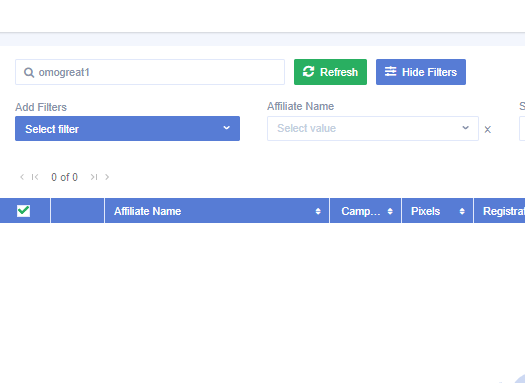 omogreat1
Refresh
Hide Filters
Add Filters
Affiliate Name
S
Select filter
Select value
x
0 of 0
Affiliate Name
Camp...
Pixels
Registrat